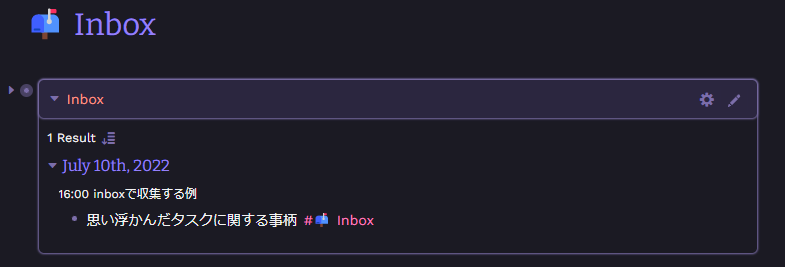 📫 Inbox
Inbox
1 Result
July 10th, 2022
16:00 inboxで収集する例
思い浮かんだタスクに関する事柄 #📫 Inbox